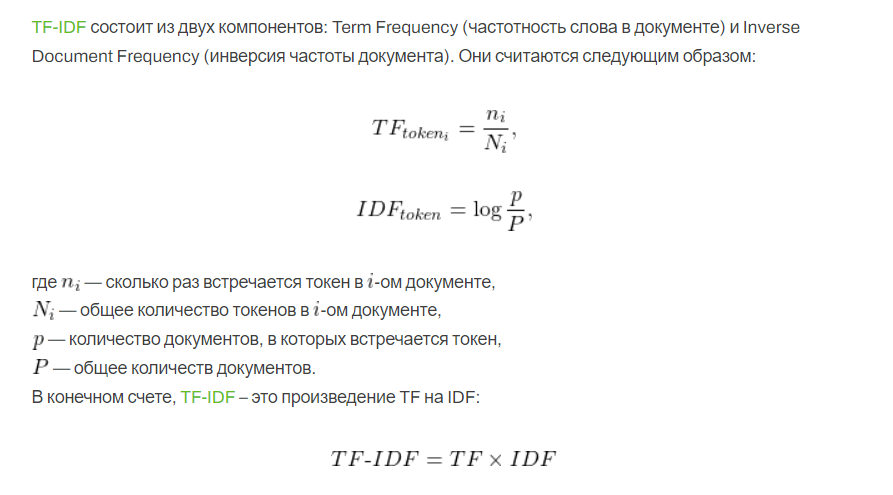 TF-IDF состоит из двух компонентов: Term Frequency (частотность слова в документе) и Inverse
Document Frequency (инверсия частоты документа). Они считаются следующим образом:
TF_{token_i} = \frac{n_i}{N_i},
IDF_{token} = \log \frac{p}{P},
где n_i — сколько раз встречается токен в i-ом документе,
N_i — общее количество токенов в i-ом документе,
p — количество документов, в которых встречается токен,
P — общее количеств документов.
В конечном счете, TF-IDF – это произведение TF на IDF:
TF-IDF = TF × IDF